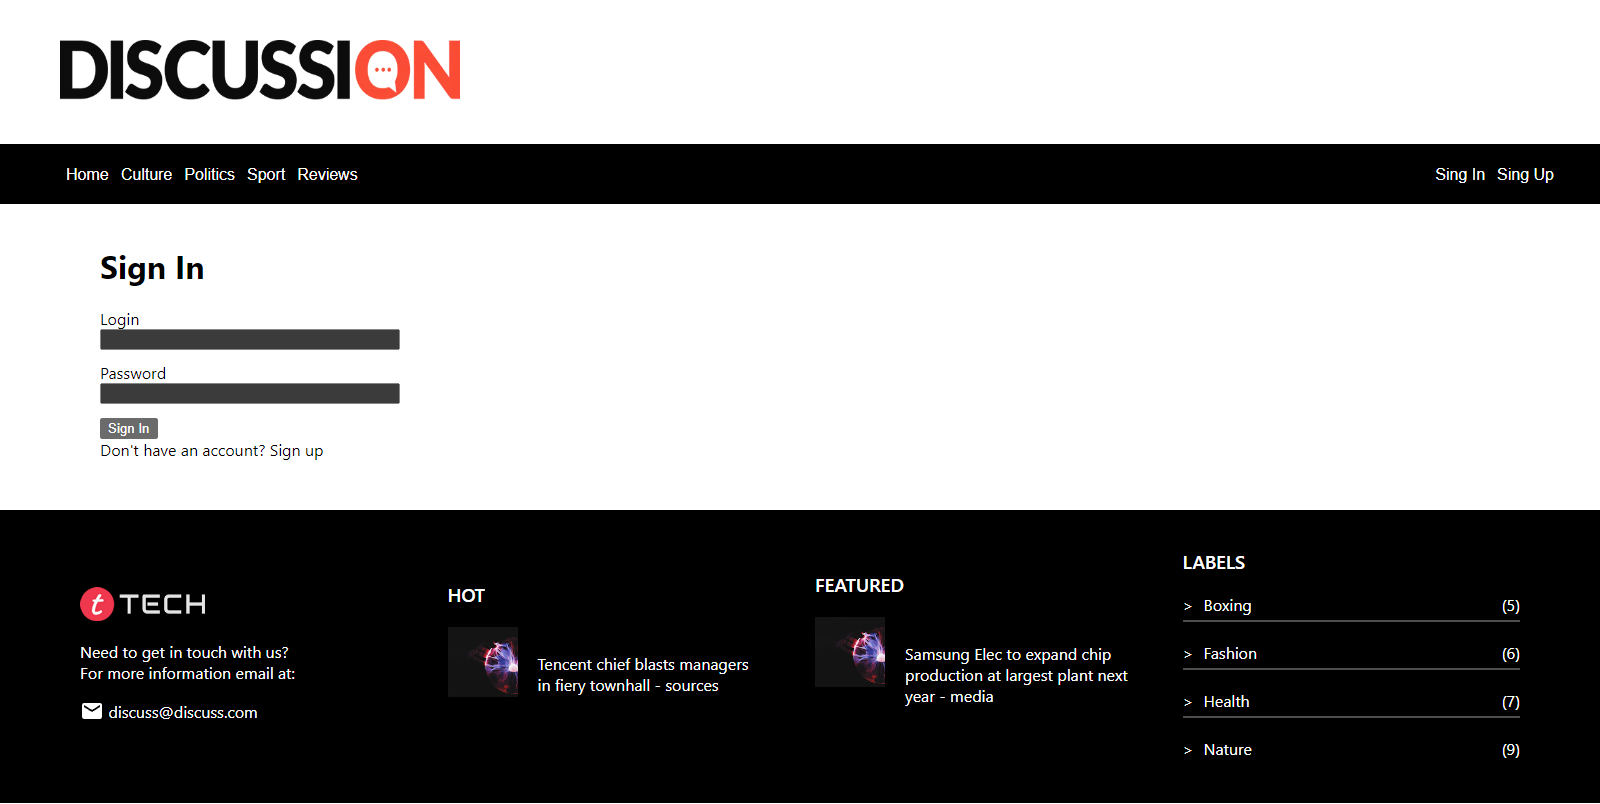 DISCUSSION
Home Culture Politics Sport Reviews Sing In Sing Up
Sign In
Login
Password
Sign In
Don't have an account? Sign up
t TECH
Need to get in touch with us?
For more information email at:
discuss@discuss.com
HOT
Tencent chief blasts managers
in fiery townhall - sources
FEATURED
Samsung Elec to expand chip
production at largest plant next
year - media
LABELS
> Boxing (5)
> Fashion (6)
> Health (7)
> Nature (9)